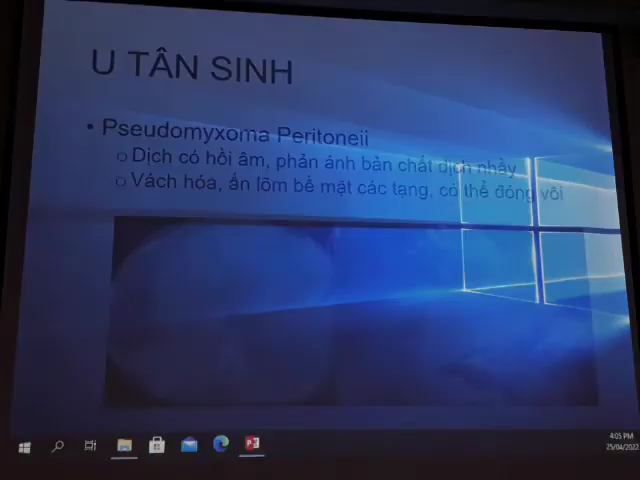 U TÂN SINH
• Pseudomyxoma Peritoneii
o Dịch có hồi âm, phản ánh bản chất dịch nhầy
o Vách hóa, ấn lõm bề mặt các tạng, có thể đóng vôi
4:05 PM
25/04/2022